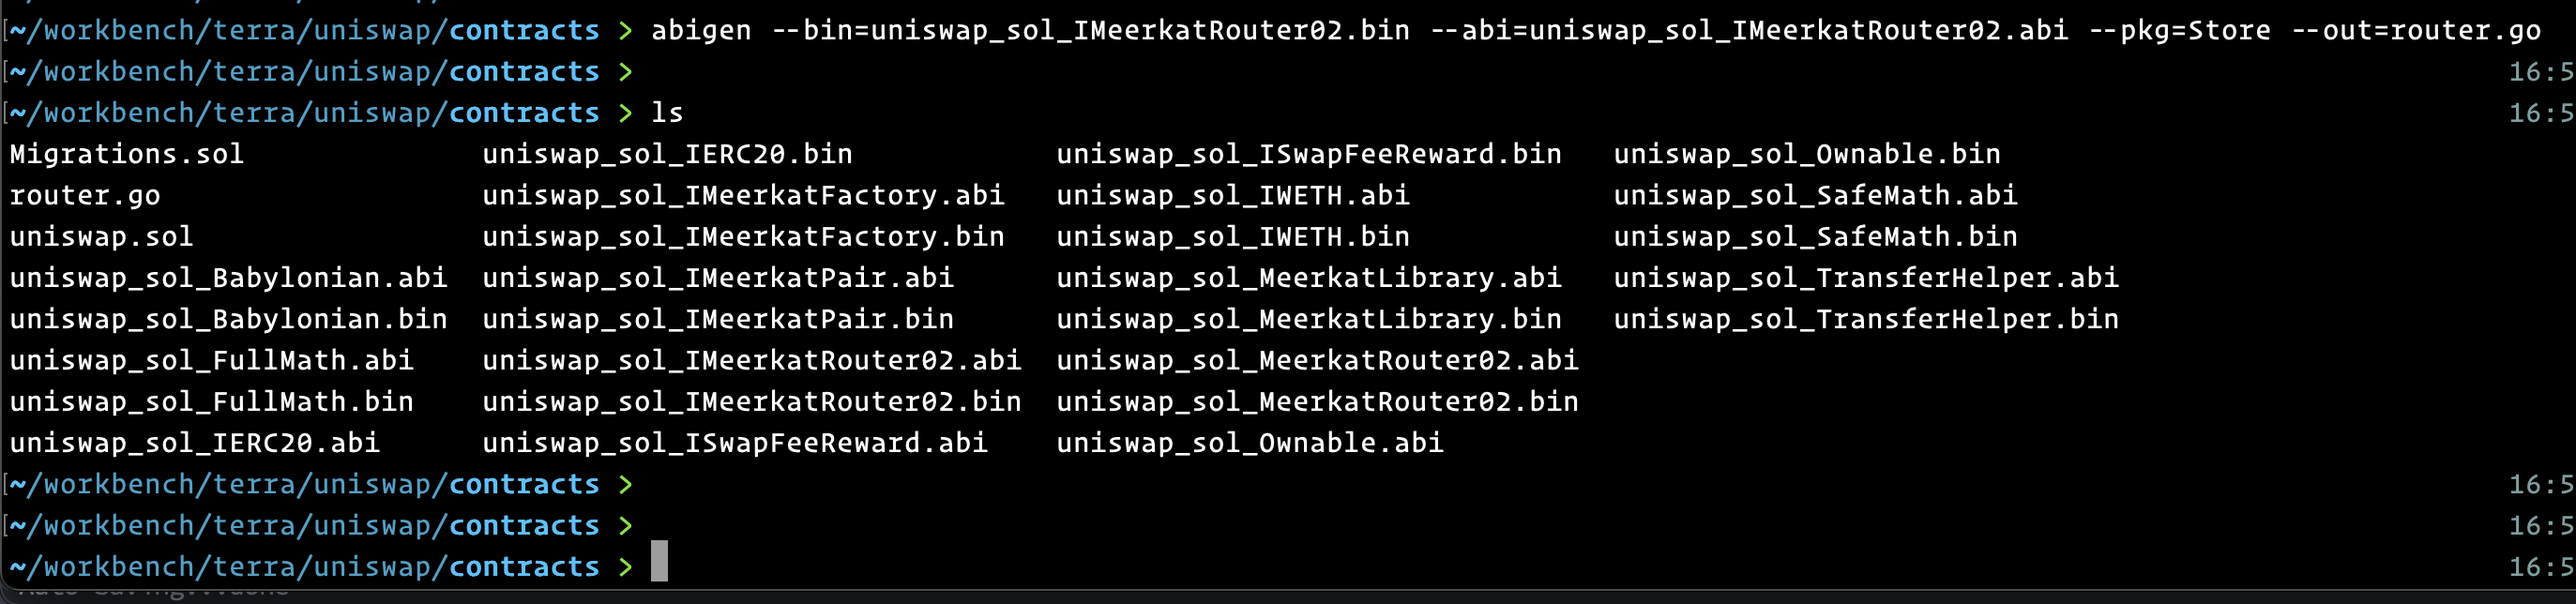 ~/workbench/terra/uniswap/contracts > abigen --bin=uniswap_sol_IMeerkatRouter02.bin --abi=uniswap_sol_IMeerkatRouter02.abi --pkg=Store --out=router.go
~/workbench/terra/uniswap/contracts > 16:5
~/workbench/terra/uniswap/contracts > ls 16:5
Migrations.sol uniswap_sol_IERC20.bin uniswap_sol_ISwapFeeReward.bin uniswap_sol_Ownable.bin
router.go uniswap_sol_IMeerkatFactory.abi uniswap_sol_IWETH.abi uniswap_sol_SafeMath.abi
uniswap.sol uniswap_sol_IMeerkatFactory.bin uniswap_sol_IWETH.bin uniswap_sol_SafeMath.bin
uniswap_sol_Babylonian.abi uniswap_sol_IMeerkatPair.abi uniswap_sol_MeerkatLibrary.abi uniswap_sol_TransferHelper.abi
uniswap_sol_Babylonian.bin uniswap_sol_IMeerkatPair.bin uniswap_sol_MeerkatLibrary.bin uniswap_sol_TransferHelper.bin
uniswap_sol_FullMath.abi uniswap_sol_IMeerkatRouter02.abi uniswap_sol_MeerkatRouter02.abi
uniswap_sol_FullMath.bin uniswap_sol_IMeerkatRouter02.bin uniswap_sol_MeerkatRouter02.bin
uniswap_sol_IERC20.abi uniswap_sol_ISwapFeeReward.abi uniswap_sol_Ownable.abi
~/workbench/terra/uniswap/contracts > 16:5
~/workbench/terra/uniswap/contracts > 16:5
~/workbench/terra/uniswap/contracts > 16:5